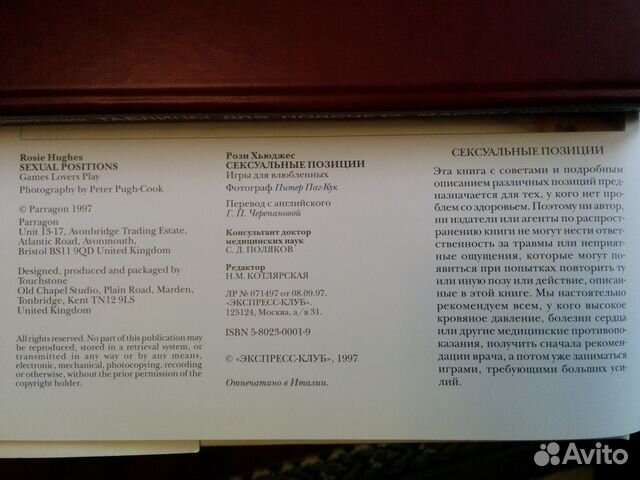 ТАБЛИЦЫ ДЛЯ ПОДСЧЕТА
Rosie Hughes
SEXUAL POSITIONS
Games Lovers Play
Photography by Peter Pugh-Cook
© Parragon 1997
Parragon
Unit 13-17, Avonbridge Trading Estate,
Atlantic Road, Avonmouth,
Bristol BS11 9QD United Kingdom
Designed, produced and packaged by
Touchstone
Old Chapel Studio, Plain Road, Marden,
Tonbridge, Kent TN12 9LS
United Kingdom
All rights reserved. No part of this publication may
be reproduced, stored in a retrieval system, or
transmitted in any way or by any means,
electronic, mechanical, photocopying, recording
or otherwise, without the prior permission of the
copyright holder.
Рози Хьюджес
СЕКСУАЛЬНЫЕ ПОЗИЦИИ
Игры для влюбленных
Фотограф Питер Паг-Кук
Перевод с английского
Г. П. Черепановой
Консультант доктор
медицинских наук
С. Д. ПОЛЯКОВ
Редактор
Н.М. КОТЛЯРСКАЯ
ЛР № 071497 от 08.09.97.
«ЭКСПРЕСС-КЛУБ».
125124, Москва, а/я 31.
ISBN 5-8023-0001-9
© «ЭКСПРЕСС-КЛУБ», 1997
Отпечатано в Италии.
СЕКСУАЛЬНЫЕ ПОЗИЦИИ
Эта книга с советами и подробным
описанием различных позиций пред-
назначается для тех, у кого нет про-
блем со здоровьем. Поэтому ни автор,
ни издатели или агенты по распрост-
ранению книги не могут нести ответ-
ственность за травмы или неприят-
ные ощущения, которые могут по-
явиться при попытках повторить ту
или иную позу или действие, описан-
ные в этой книге. Мы настоятельно
рекомендуем всем, у кого высокое
кровяное давление, болезни сердца
или другие медицинские противопо-
казания, получить сначала рекомен-
дации врача, а потом уже заниматься
играми, требующими больших уси-
лий.
Avito